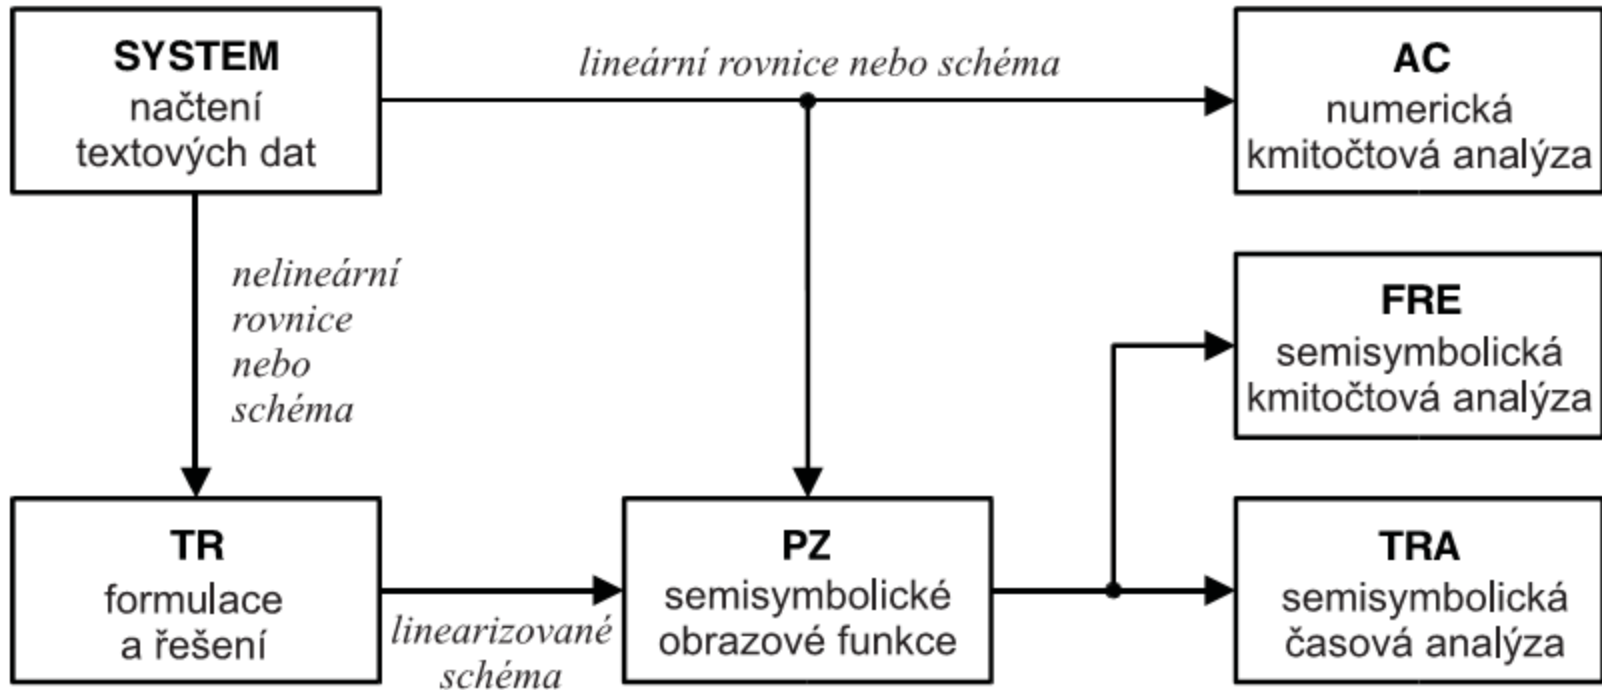 SYSTEM
načtení
textových dat
lineární rovnice nebo schéma
AC
numerická
kmitočtová analýza
nelineární
rovnice
nebo
schéma
FRE
semisymbolická
kmitočtová analýza
TR
formulace
a řešení
linearizované
schéma
PZ
semisymbolické
obrazové funkce
TRA
semisymbolická
časová analýza